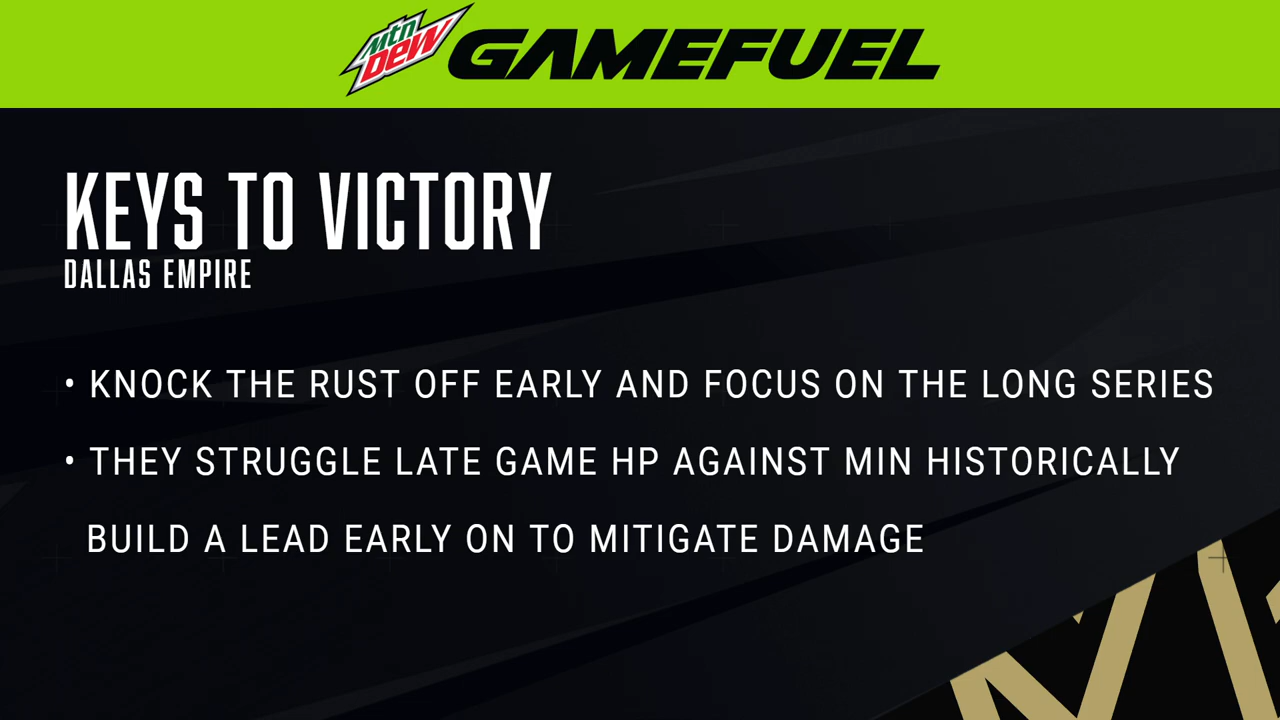 mtn DEW GAMEFUEL
KEYS TO VICTORY
DALLAS EMPIRE
• KNOCK THE RUST OFF EARLY AND FOCUS ON THE LONG SERIES
• THEY STRUGGLE LATE GAME HP AGAINST MIN HISTORICALLY
BUILD A LEAD EARLY ON TO MITIGATE DAMAGE